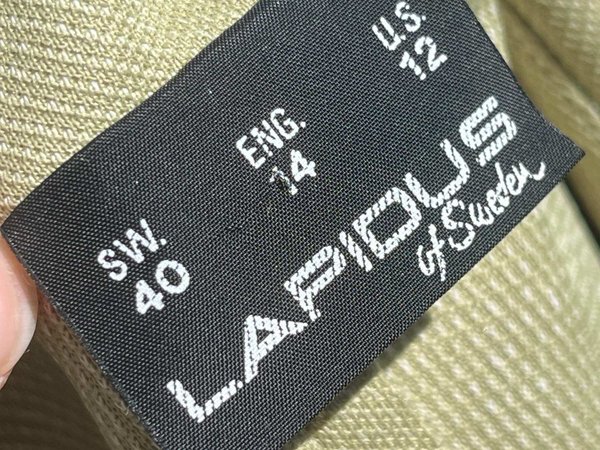 SW. ENG. U.S.
40 14 12
LAPIDUS
of Sweden